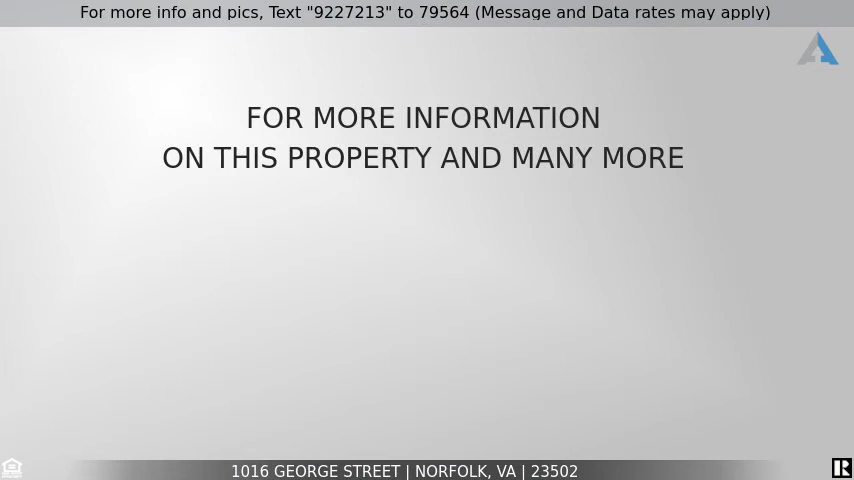 For more info and pics, Text "9227213" to 79564 (Message and Data rates may apply)
FOR MORE INFORMATION
ON THIS PROPERTY AND MANY MORE
1016 GEORGE STREET | NORFOLK, VA | 23502